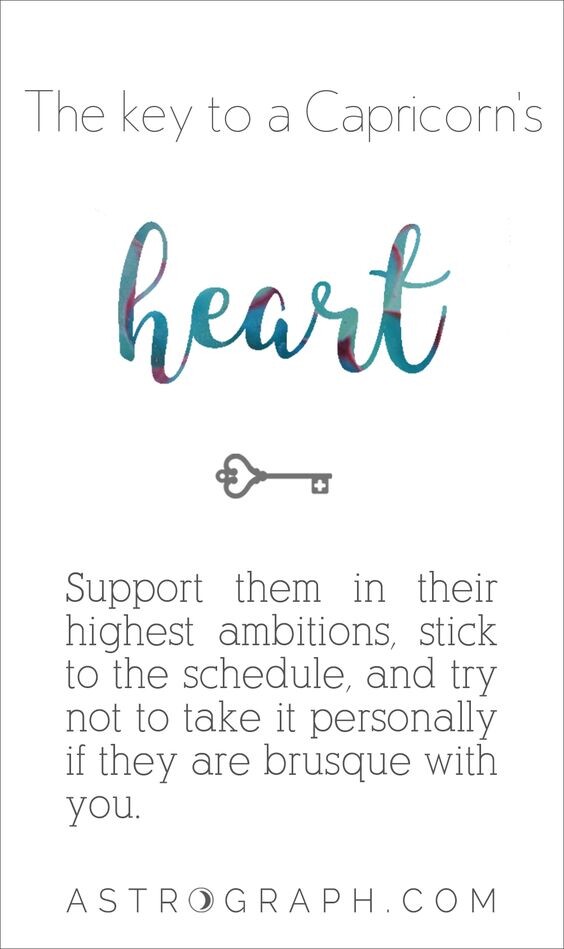 The key to a Capricorn's
heart
Support them in their
highest ambitions, stick
to the schedule, and try
not to take it personally
if they are brusque with
you.
ASTROGRAPH.COM